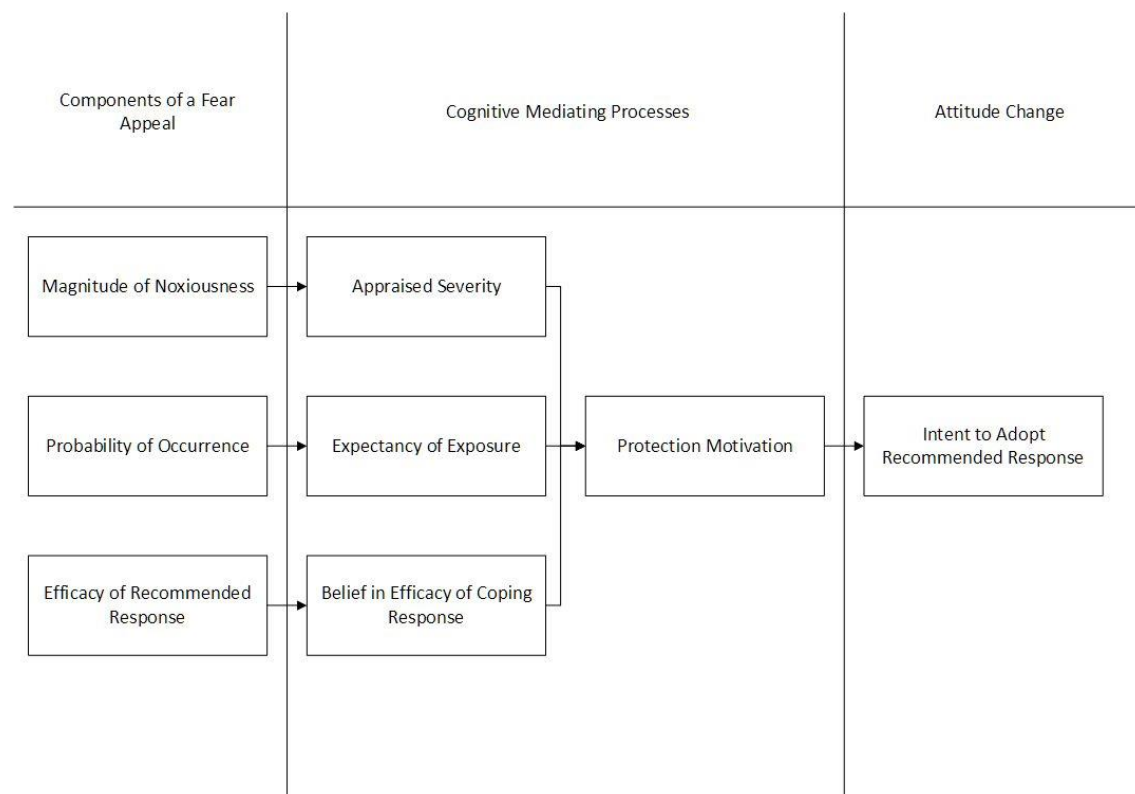 Components of a Fear
Appeal
Cognitive Mediating Processes
Attitude Change
Magnitude of Noxiousness
Appraised Severity
Probability of Occurrence
Expectancy of Exposure
Protection Motivation
Intent to Adopt
Recommended Response
Efficacy of Recommended
Response
Belief in Efficacy of Coping
Response